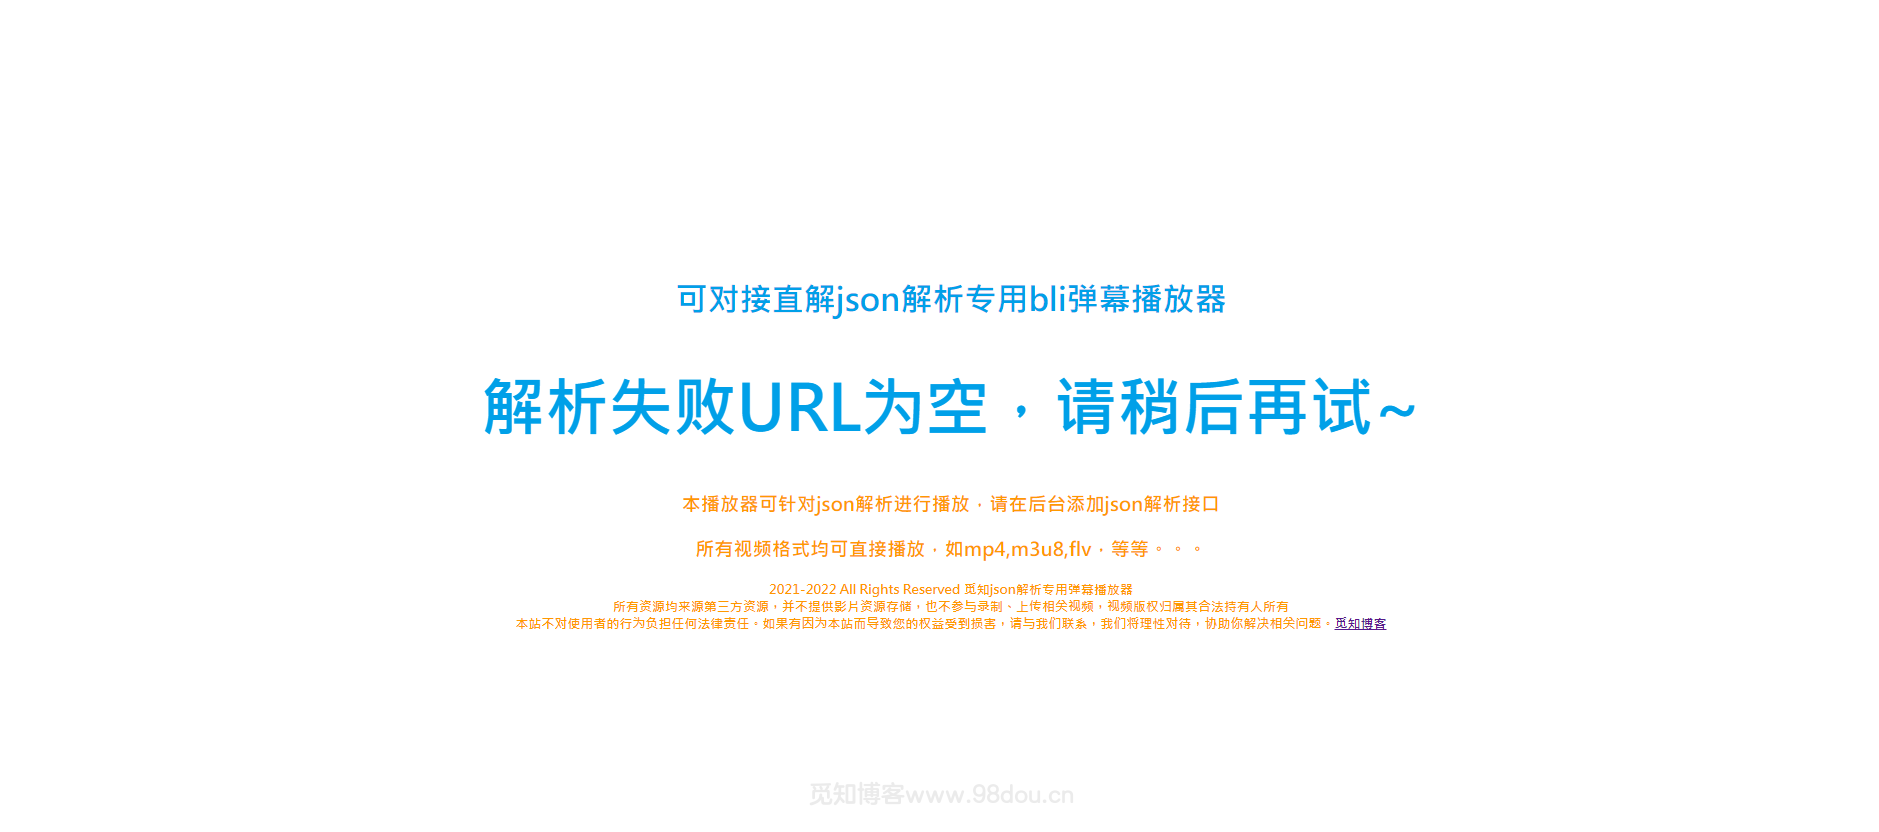 可对接直解json解析专用bli弹幕播放器
解析失败URL为空，请稍后再试~
本播放器可针对json解析进行播放，请在后台添加json解析接口
所有视频格式均可直接播放，如mp4,m3u8,flv，等等。。。
2021-2022 All Rights Reserved 觅知json解析专用弹幕播放器
所有资源均来源第三方资源，并不提供影片资源存储，也不参与录制、上传相关视频，视频版权归属其合法持有人所有
本站不对使用者的行为负担任何法律责任。如果有因为本站而导致您的权益受到损害，请与我们联系，我们将理性对待，协助你解决相关问题。觅知博客
觅知博客www.98dou.cn